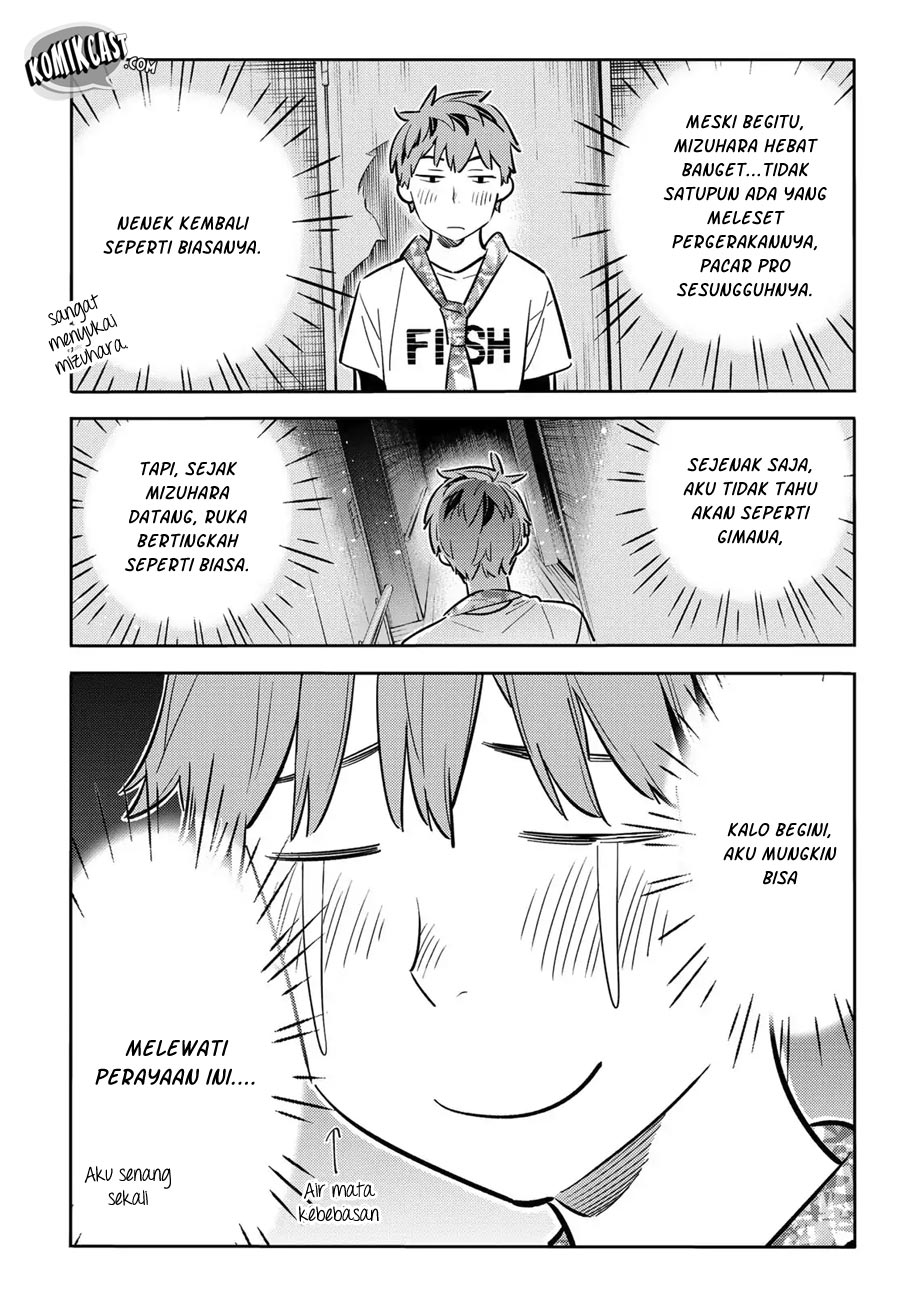 KOMIKCAST
.COM
MESKI BEGITU,
MIZUHARA HEBAT
BANGET...TIDAK
SATUPUN ADA YANG
MELESET
PERGERAKANNYA,
PACAR PRO
SESUNGGUHNYA.
NENEK KEMBALI
SEPERTI BIASANYA.
sangat
menyukai
mizuhara.
FISH
SEJENAK SAJA,
AKU TIDAK TAHU
AKAN SEPERTI
GIMANA,
TAPI, SEJAK
MIZUHARA
DATANG, RUKA
BERTINGKAH
SEPERTI BIASA.
KALO BEGINI,
AKU MUNGKIN
BISA
MELEWATI
PERAYAAN INI....
Aku senang
sekali
Air mata
kebebasan